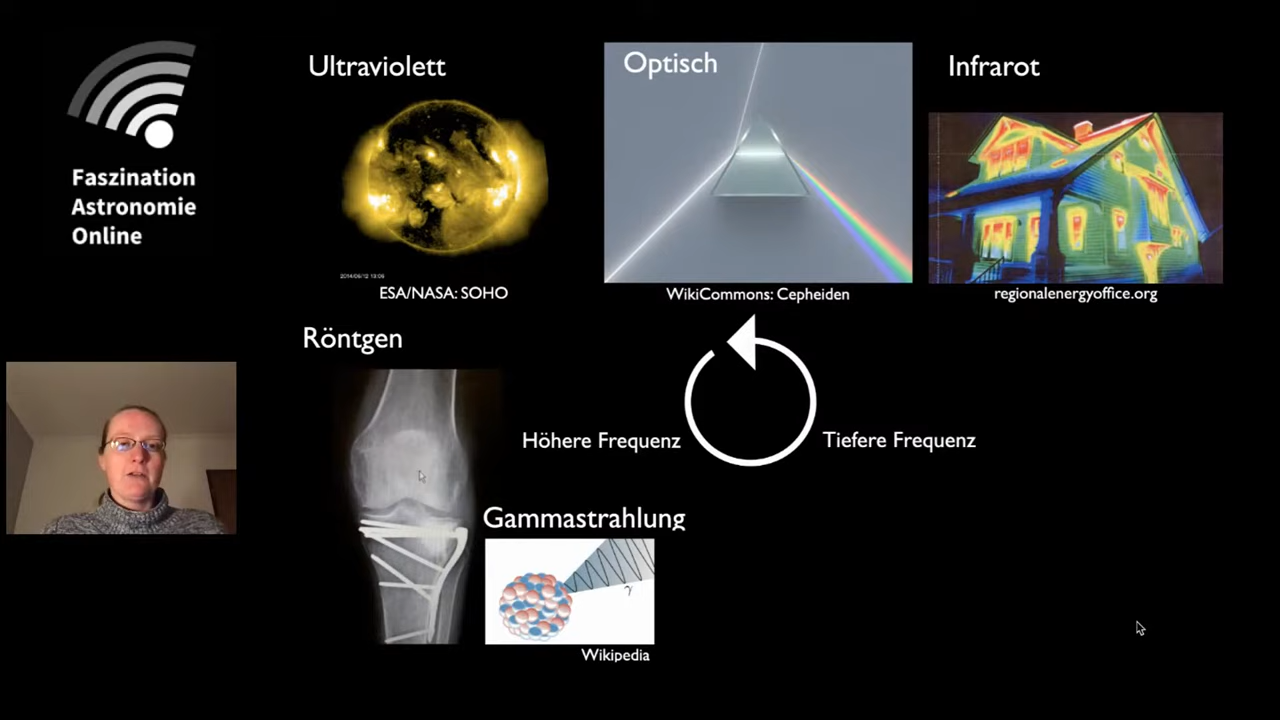 Faszination
Astronomie
Online
Ultraviolett
2014/06/12 13:06
ESA/NASA: SOHO
Optisch
WikiCommons: Cepheiden
Infrarot
regionalenergyoffice.org
Röntgen
Höhere Frequenz
Tiefere Frequenz
Gammastrahlung
γ
Wikipedia